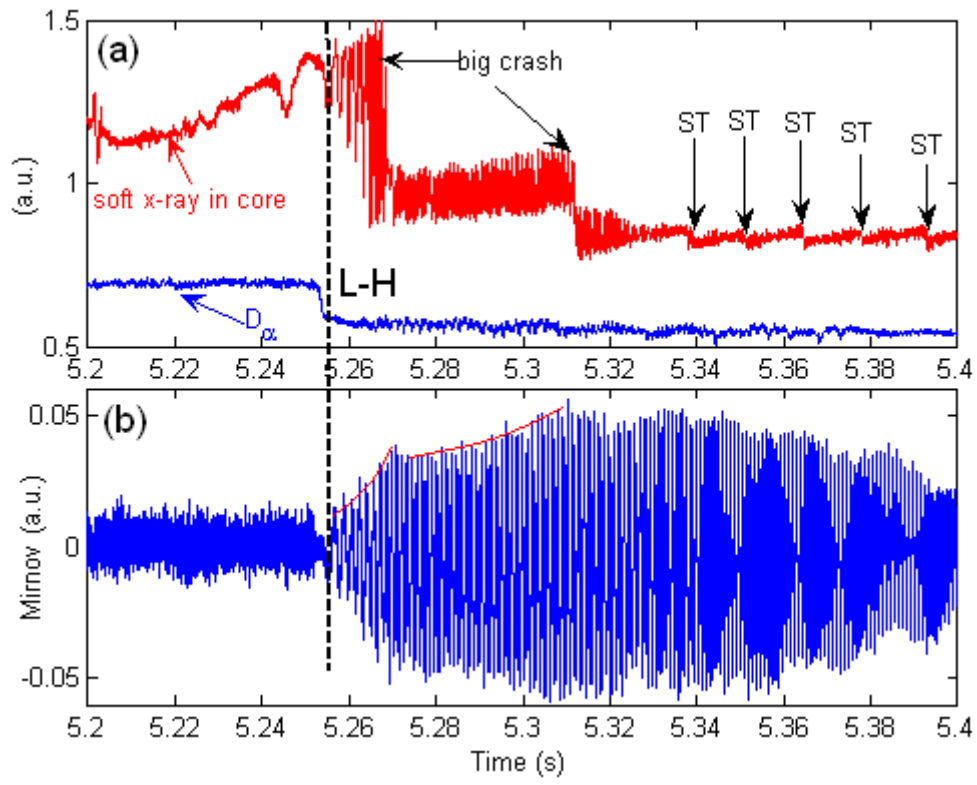 1.5
(a)
big crash
ST ST ST ST ST
1
(a.u.)
soft x-ray in core
L-H
Dα
0.5
5.2 5.22 5.24 5.26 5.28 5.3 5.32 5.34 5.36 5.38 5.4
(b)
0.05
0
Mirnov (a.u.)
-0.05
5.2 5.22 5.24 5.26 5.28 5.3 5.32 5.34 5.36 5.38 5.4
Time (s)